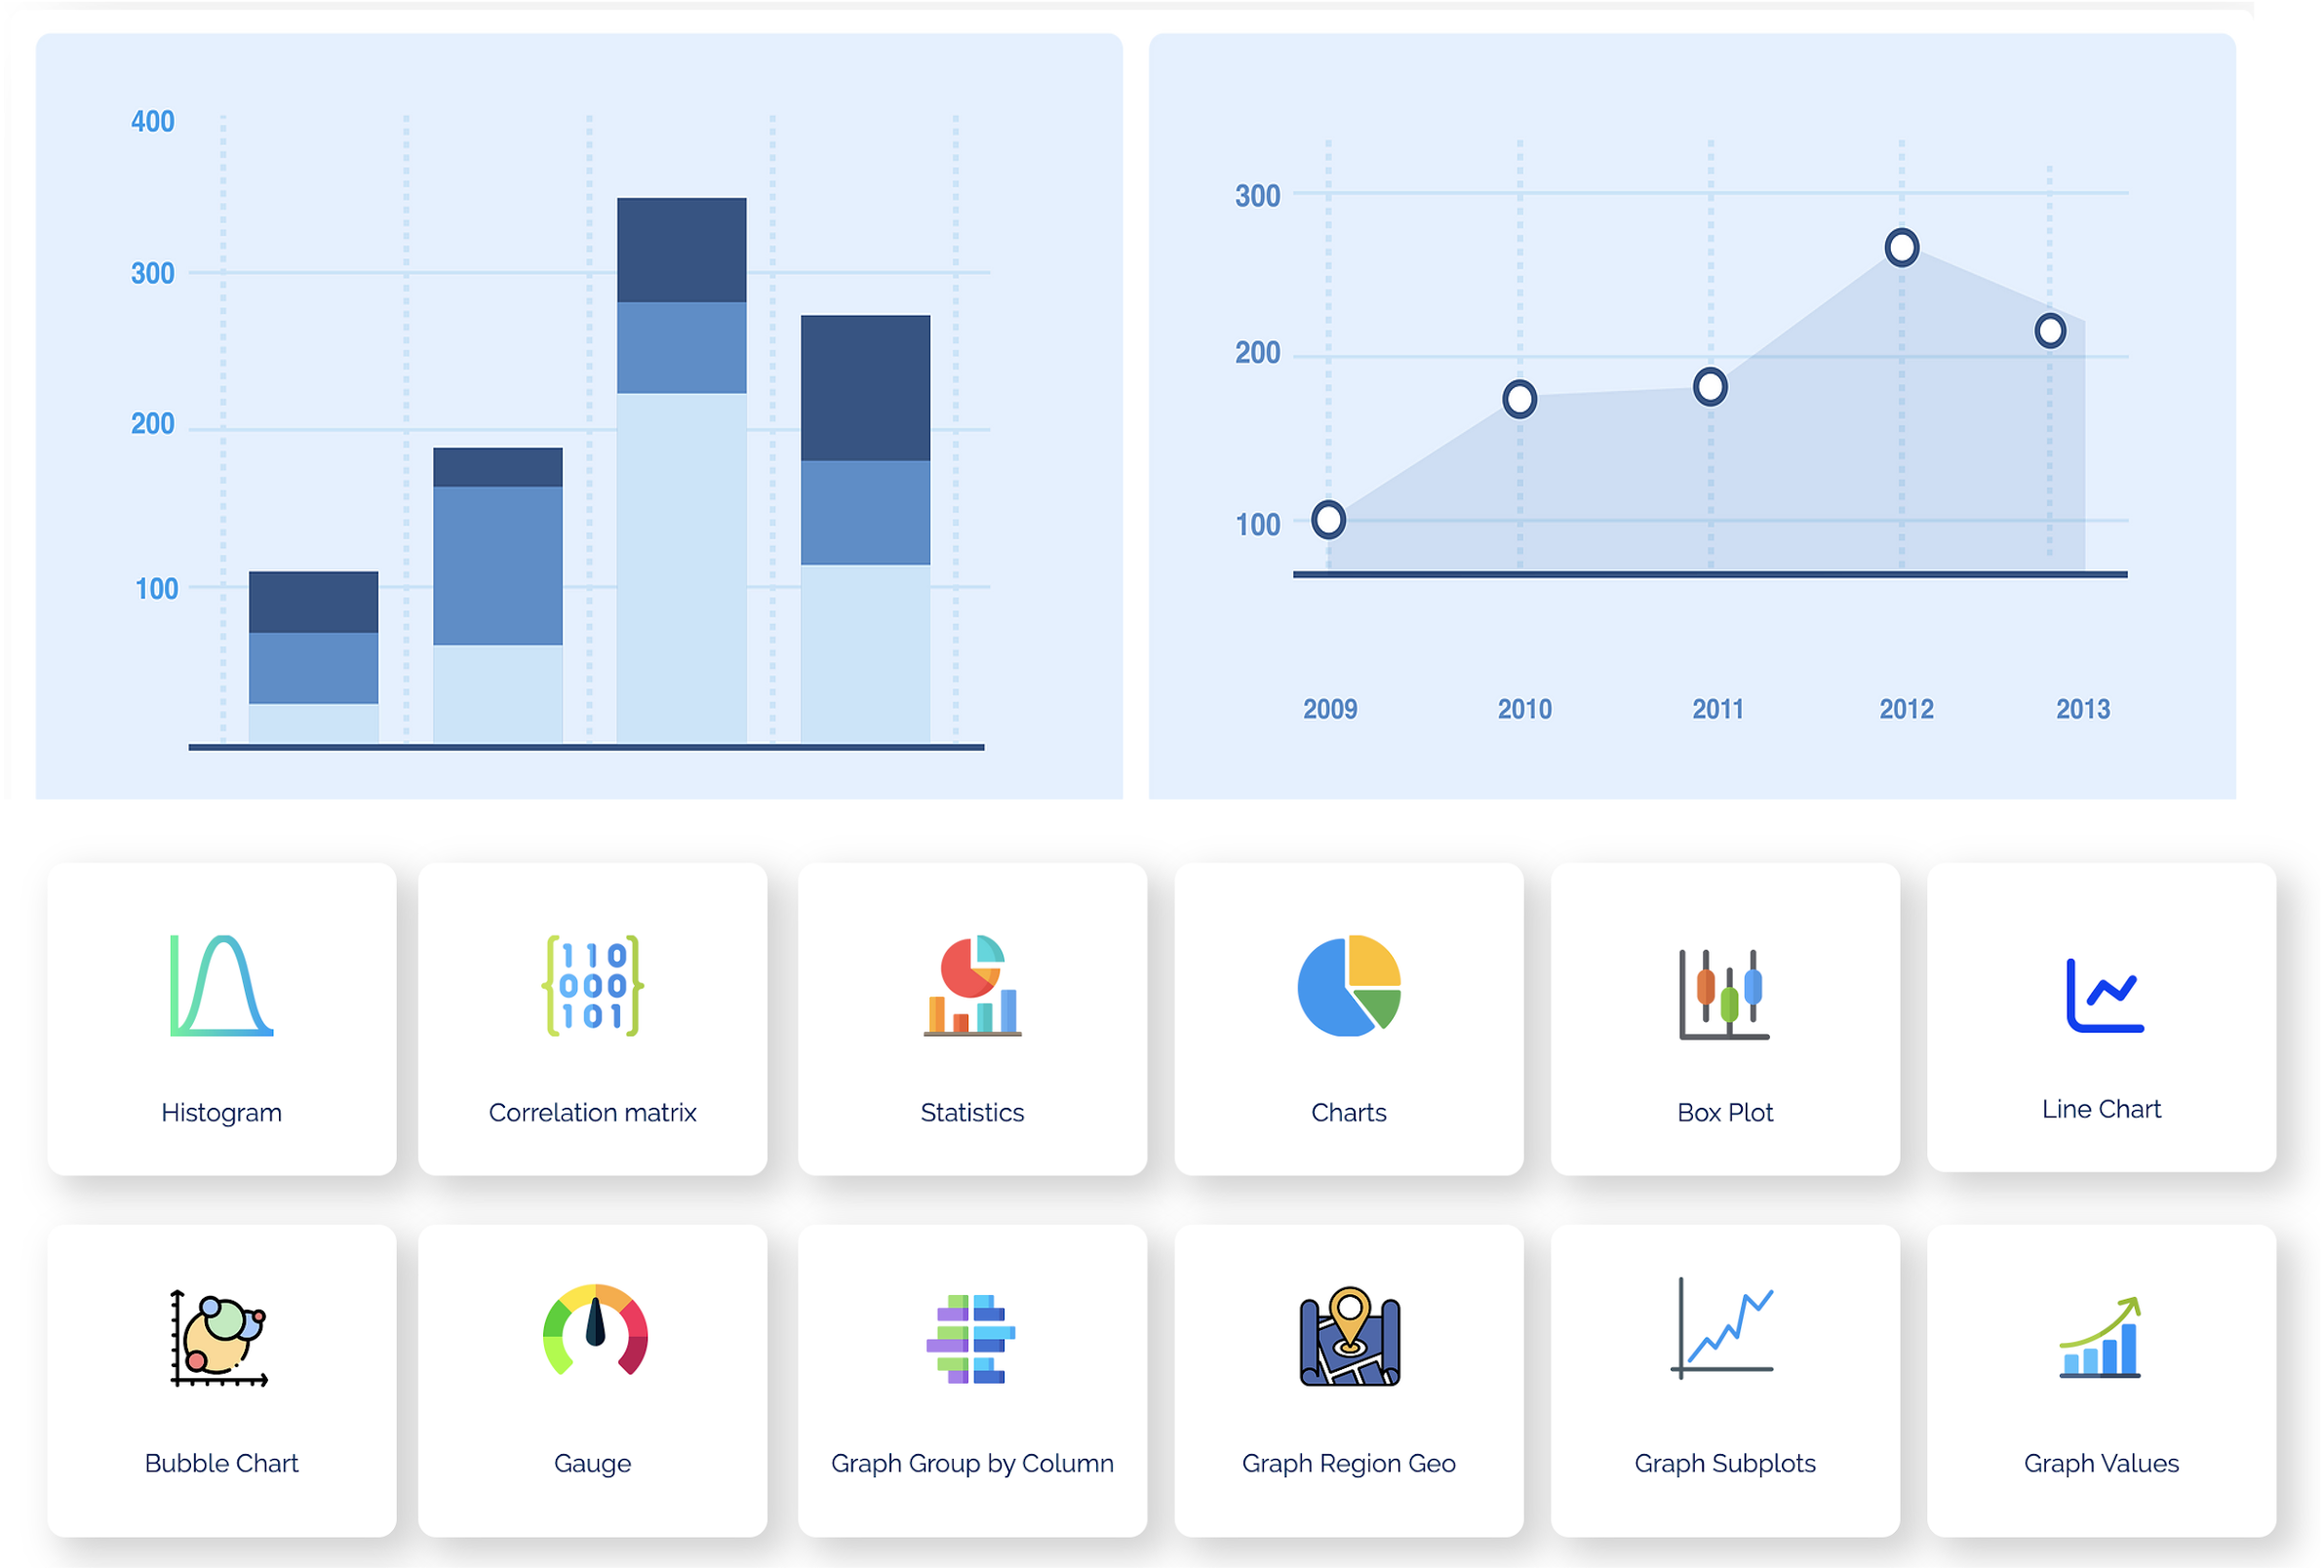 400
300
200
100
300
200
100
2009 2010 2011 2012 2013
Histogram
Correlation matrix
Statistics
Charts
Box Plot
Line Chart
110
000
101
Bubble Chart
Gauge
Graph Group by Column
Graph Region Geo
Graph Subplots
Graph Values